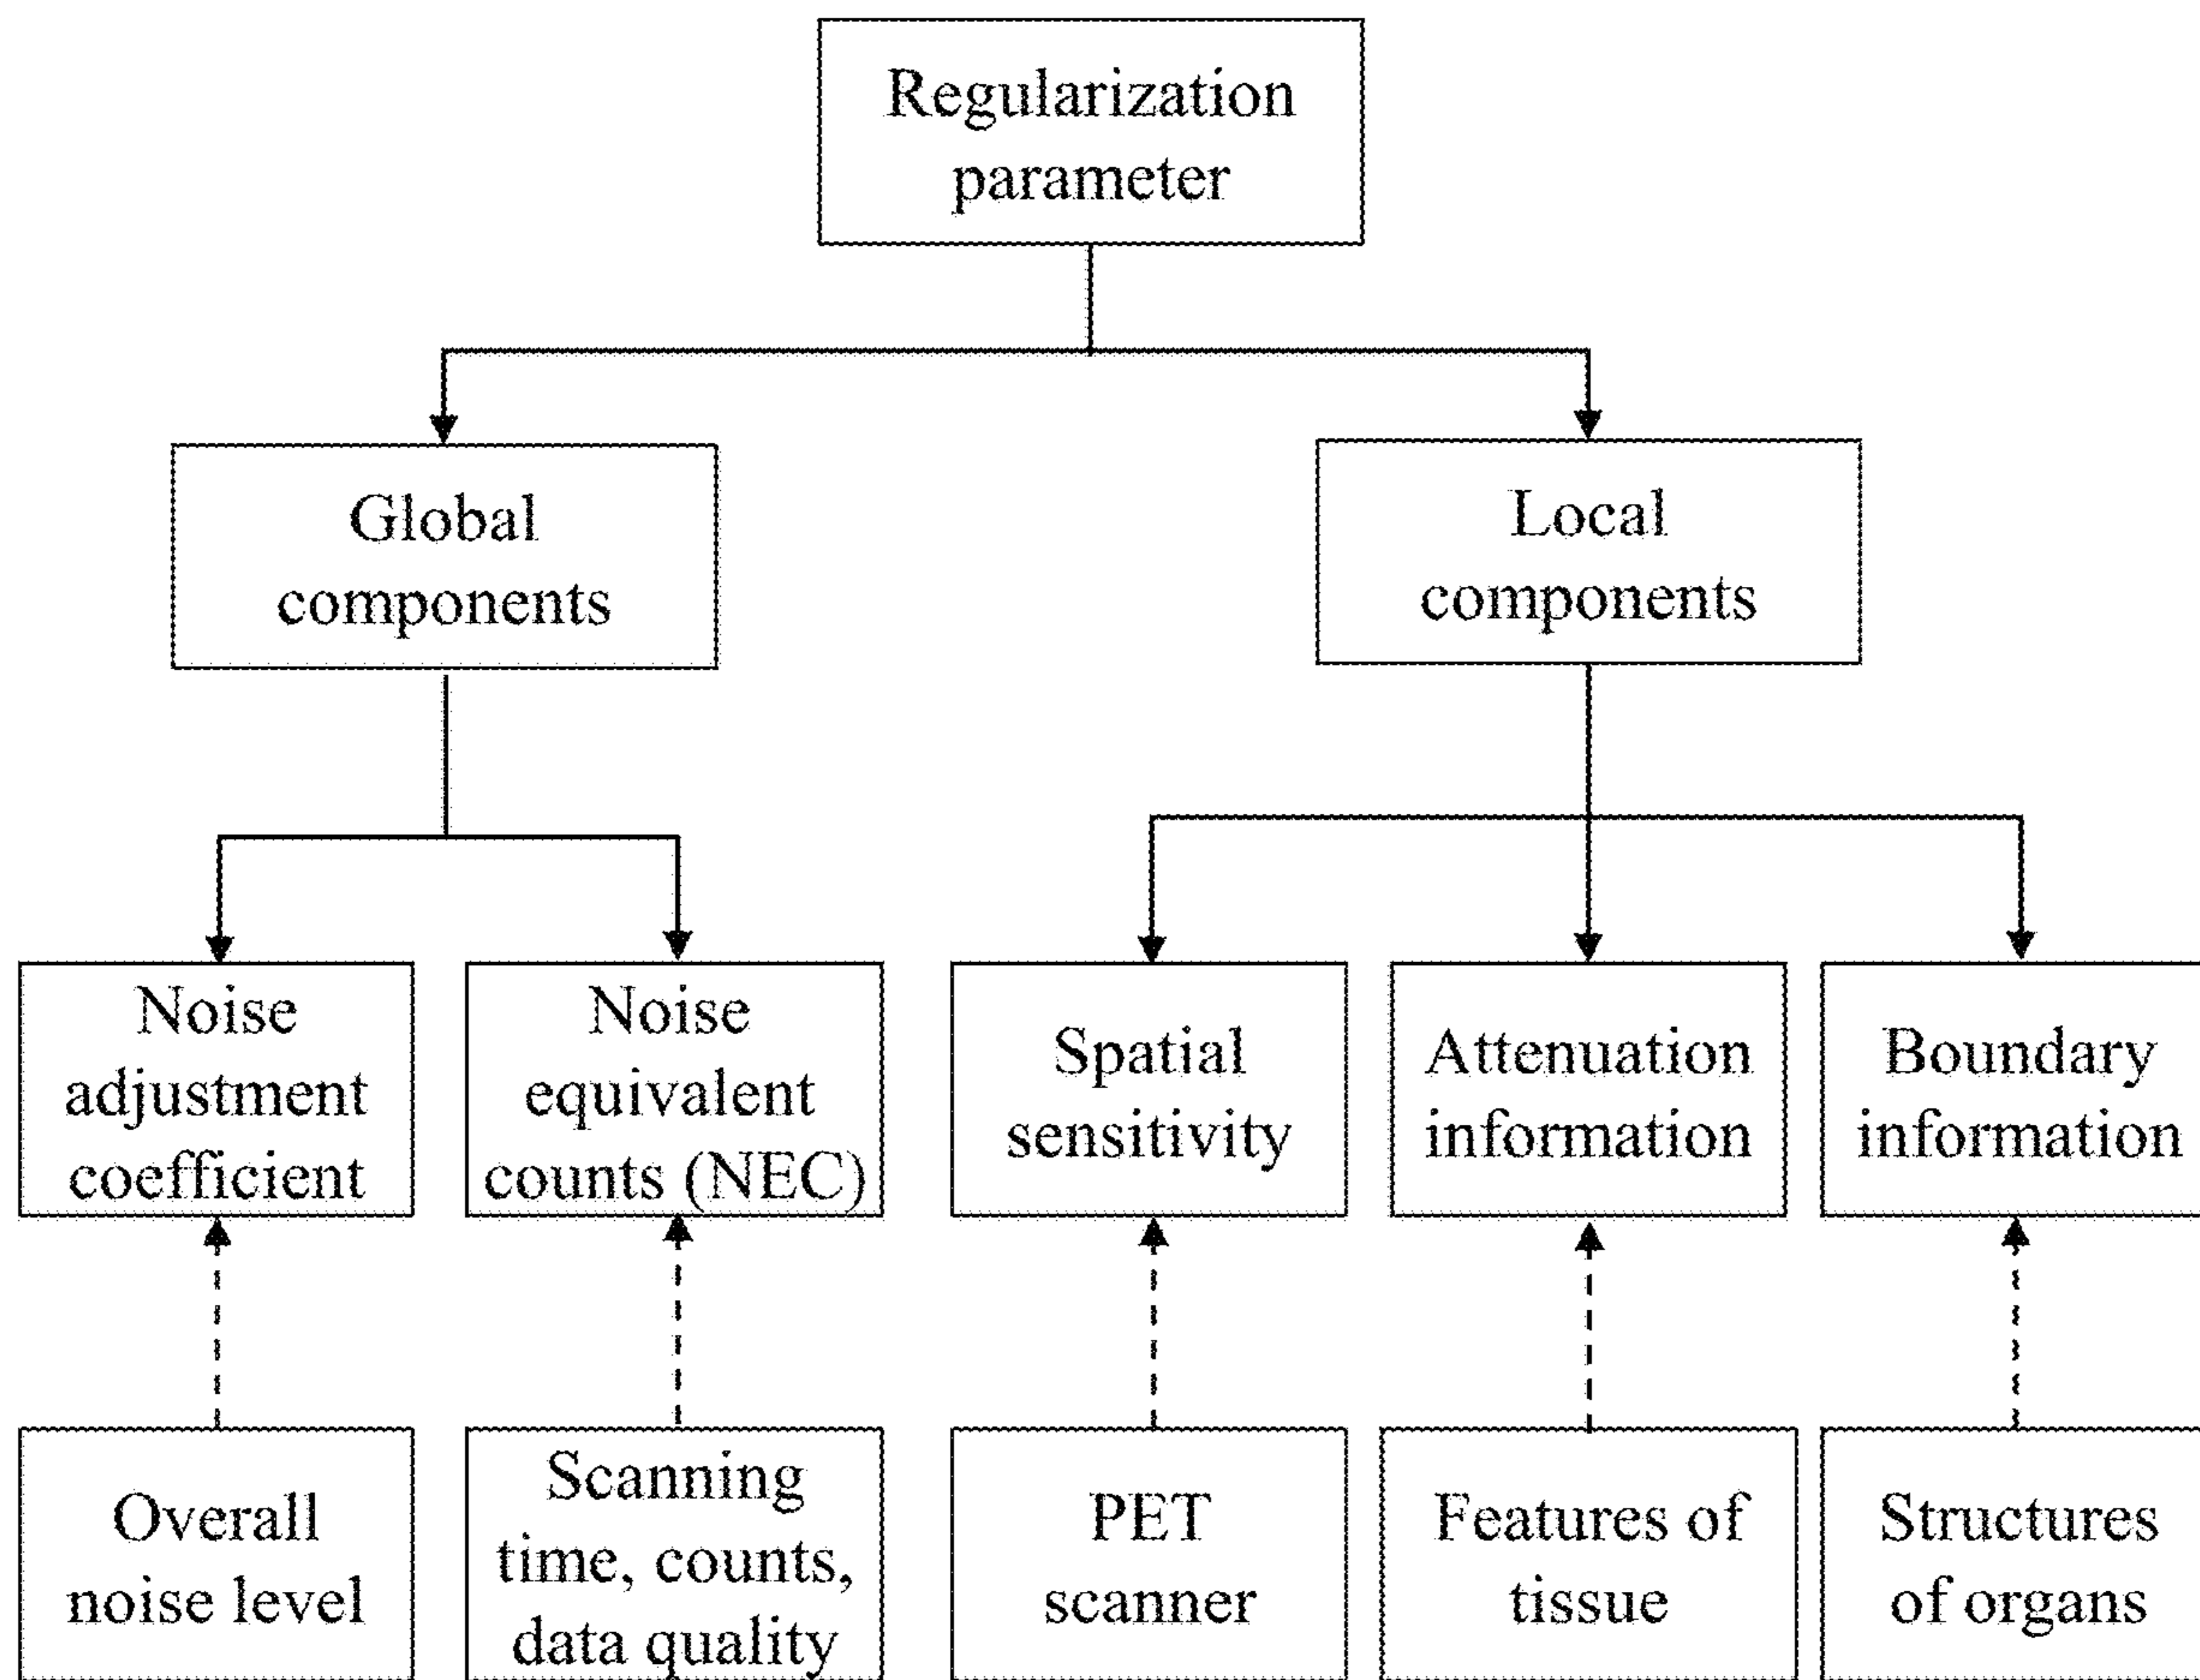 Regularization
parameter
Global
components
Local
components
Noise
adjustment
coefficient
Noise
equivalent
counts (NEC)
Spatial
sensitivity
Attenuation
information
Boundary
information
Overall
noise level
Scanning
time, counts,
data quality
PET
scanner
Features of
tissue
Structures
of organs